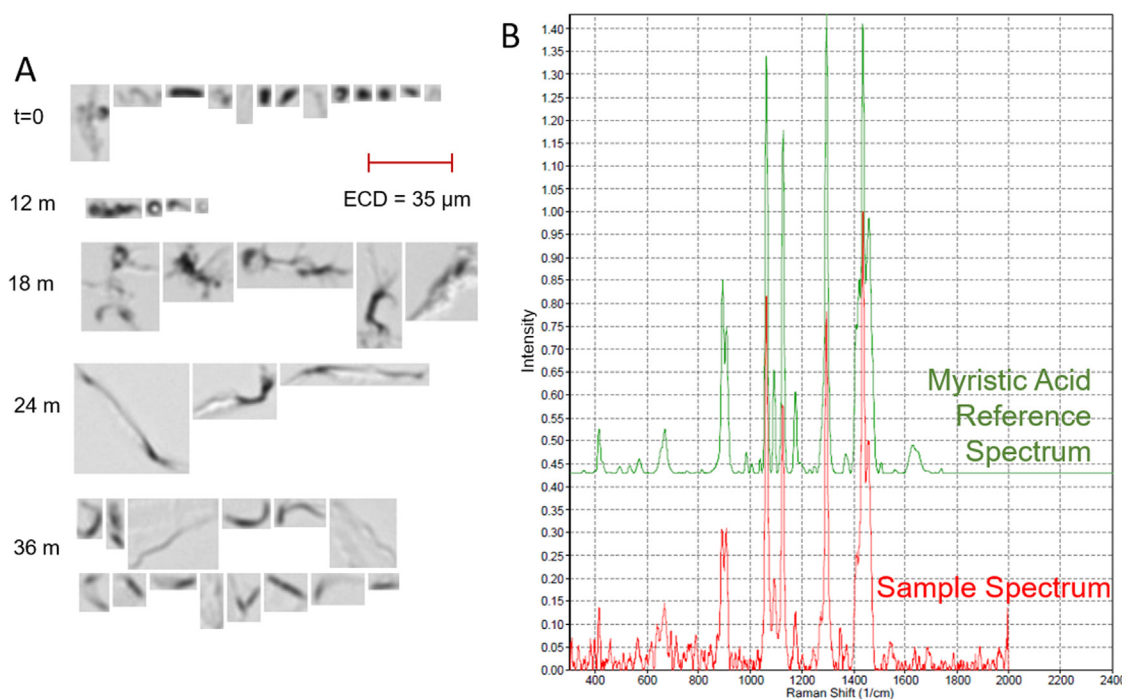 A
t=0
ECD = 35 µm
12 m
18 m
24 m
36 m
B
1.40
1.35
1.30
1.25
1.20
1.15
1.10
1.05
1.00
0.95
0.90
0.85
0.80
0.75
0.70
0.65
0.60
0.55
0.50
0.45
0.40
0.35
0.30
0.25
0.20
0.15
0.10
0.05
0.00
Intensity
Myristic Acid
Reference
Spectrum
Sample Spectrum
400 600 800 1000 1200 1400 1600 1800 2000 2200 2400
Raman Shift (1/cm)